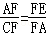 AF/CF = FE/FA